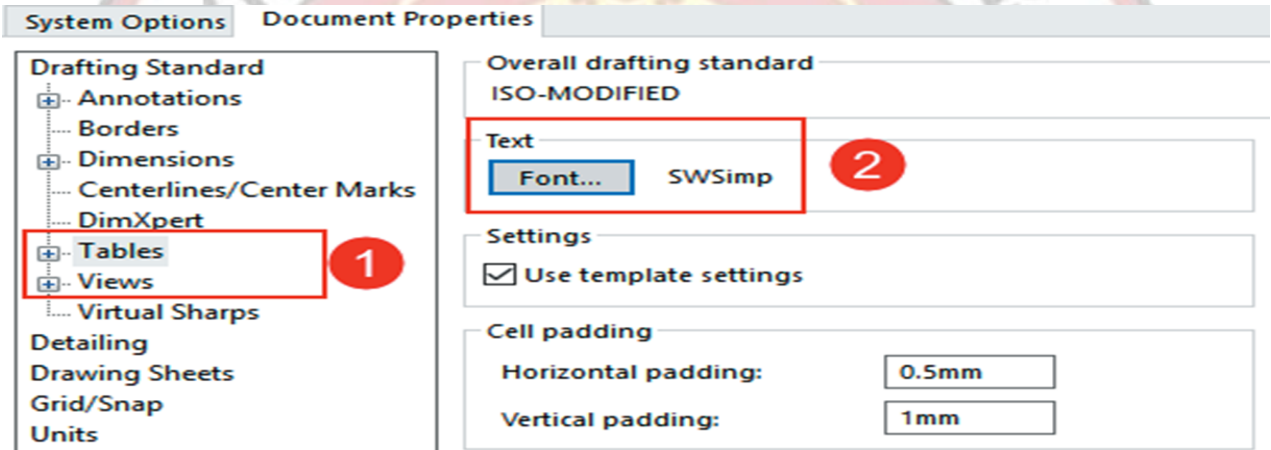 System Options
Document Properties
Drafting Standard
Annotations
Borders
Dimensions
Centerlines/Center Marks
DimXpert
Tables
Views
Virtual Sharps
Detailing
Drawing Sheets
Grid/Snap
Units
1
Overall drafting standard
ISO-MODIFIED
Text
Font... SWSimp
2
Settings
Use template settings
Cell padding
Horizontal padding: 0.5mm
Vertical padding: 1mm